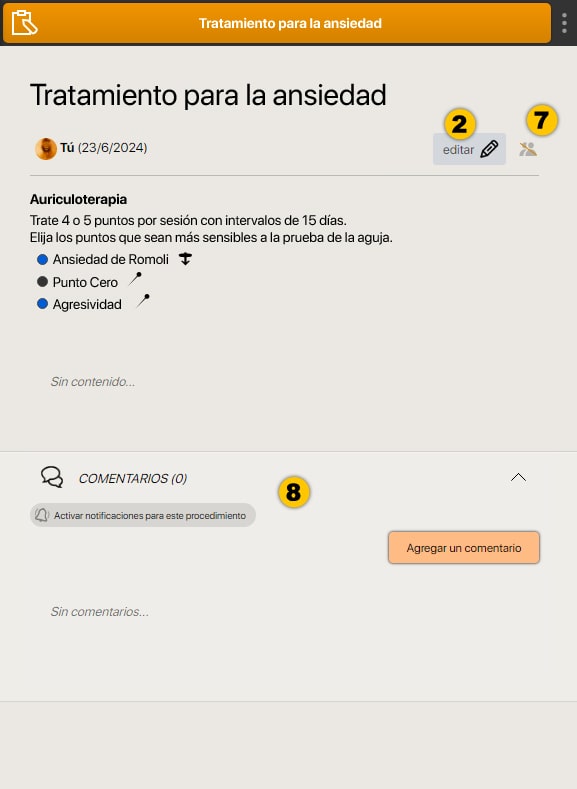 Tratamiento para la ansiedad
Tratamiento para la ansiedad
2
7
Tú (23/6/2024)
editar
Auriculoterapia
Trate 4 o 5 puntos por sesión con intervalos de 15 días.
Elija los puntos que sean más sensibles a la prueba de la aguja.
Ansiedad de Romoli
Punto Cero
Agresividad
Sin contenido...
COMENTARIOS (0)
8
Activar notificaciones para este procedimiento
Agregar un comentario
Sin comentarios...